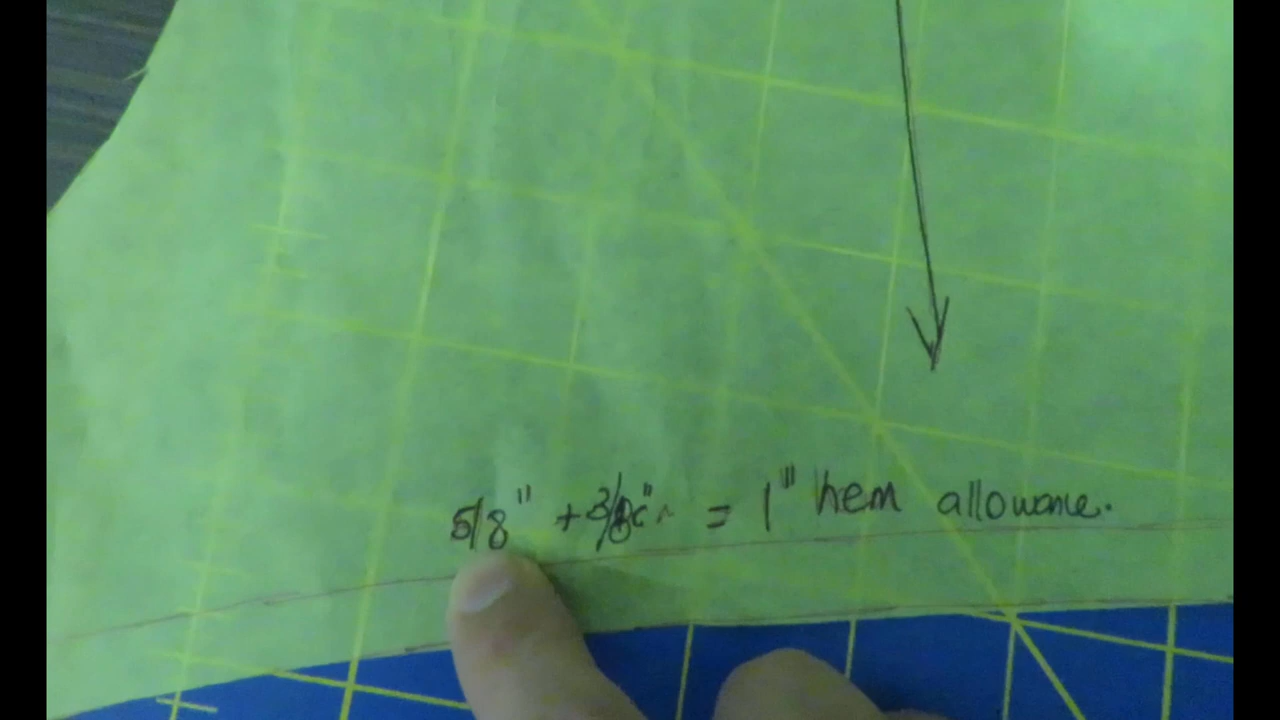 5/8" + 3/8" = 1" hem allowance.